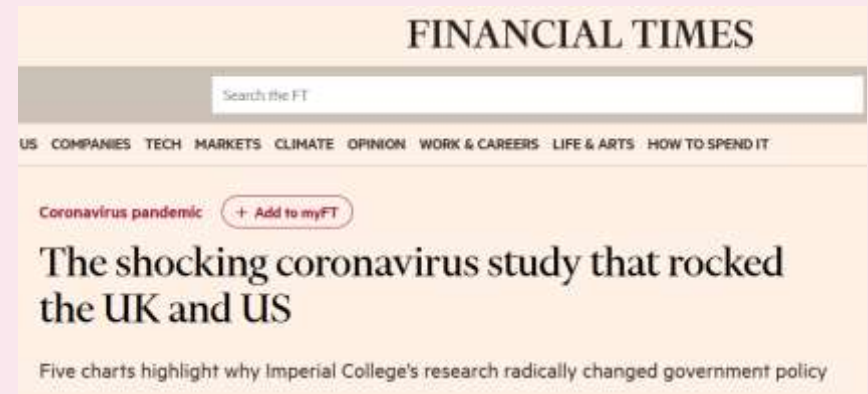 FINANCIAL TIMES
Search the FT
US COMPANIES TECH MARKETS CLIMATE OPINION WORK & CAREERS LIFE & ARTS HOW TO SPEND IT
Coronavirus pandemic + Add to myFT
The shocking coronavirus study that rocked
the UK and US
Five charts highlight why Imperial College's research radically changed government policy